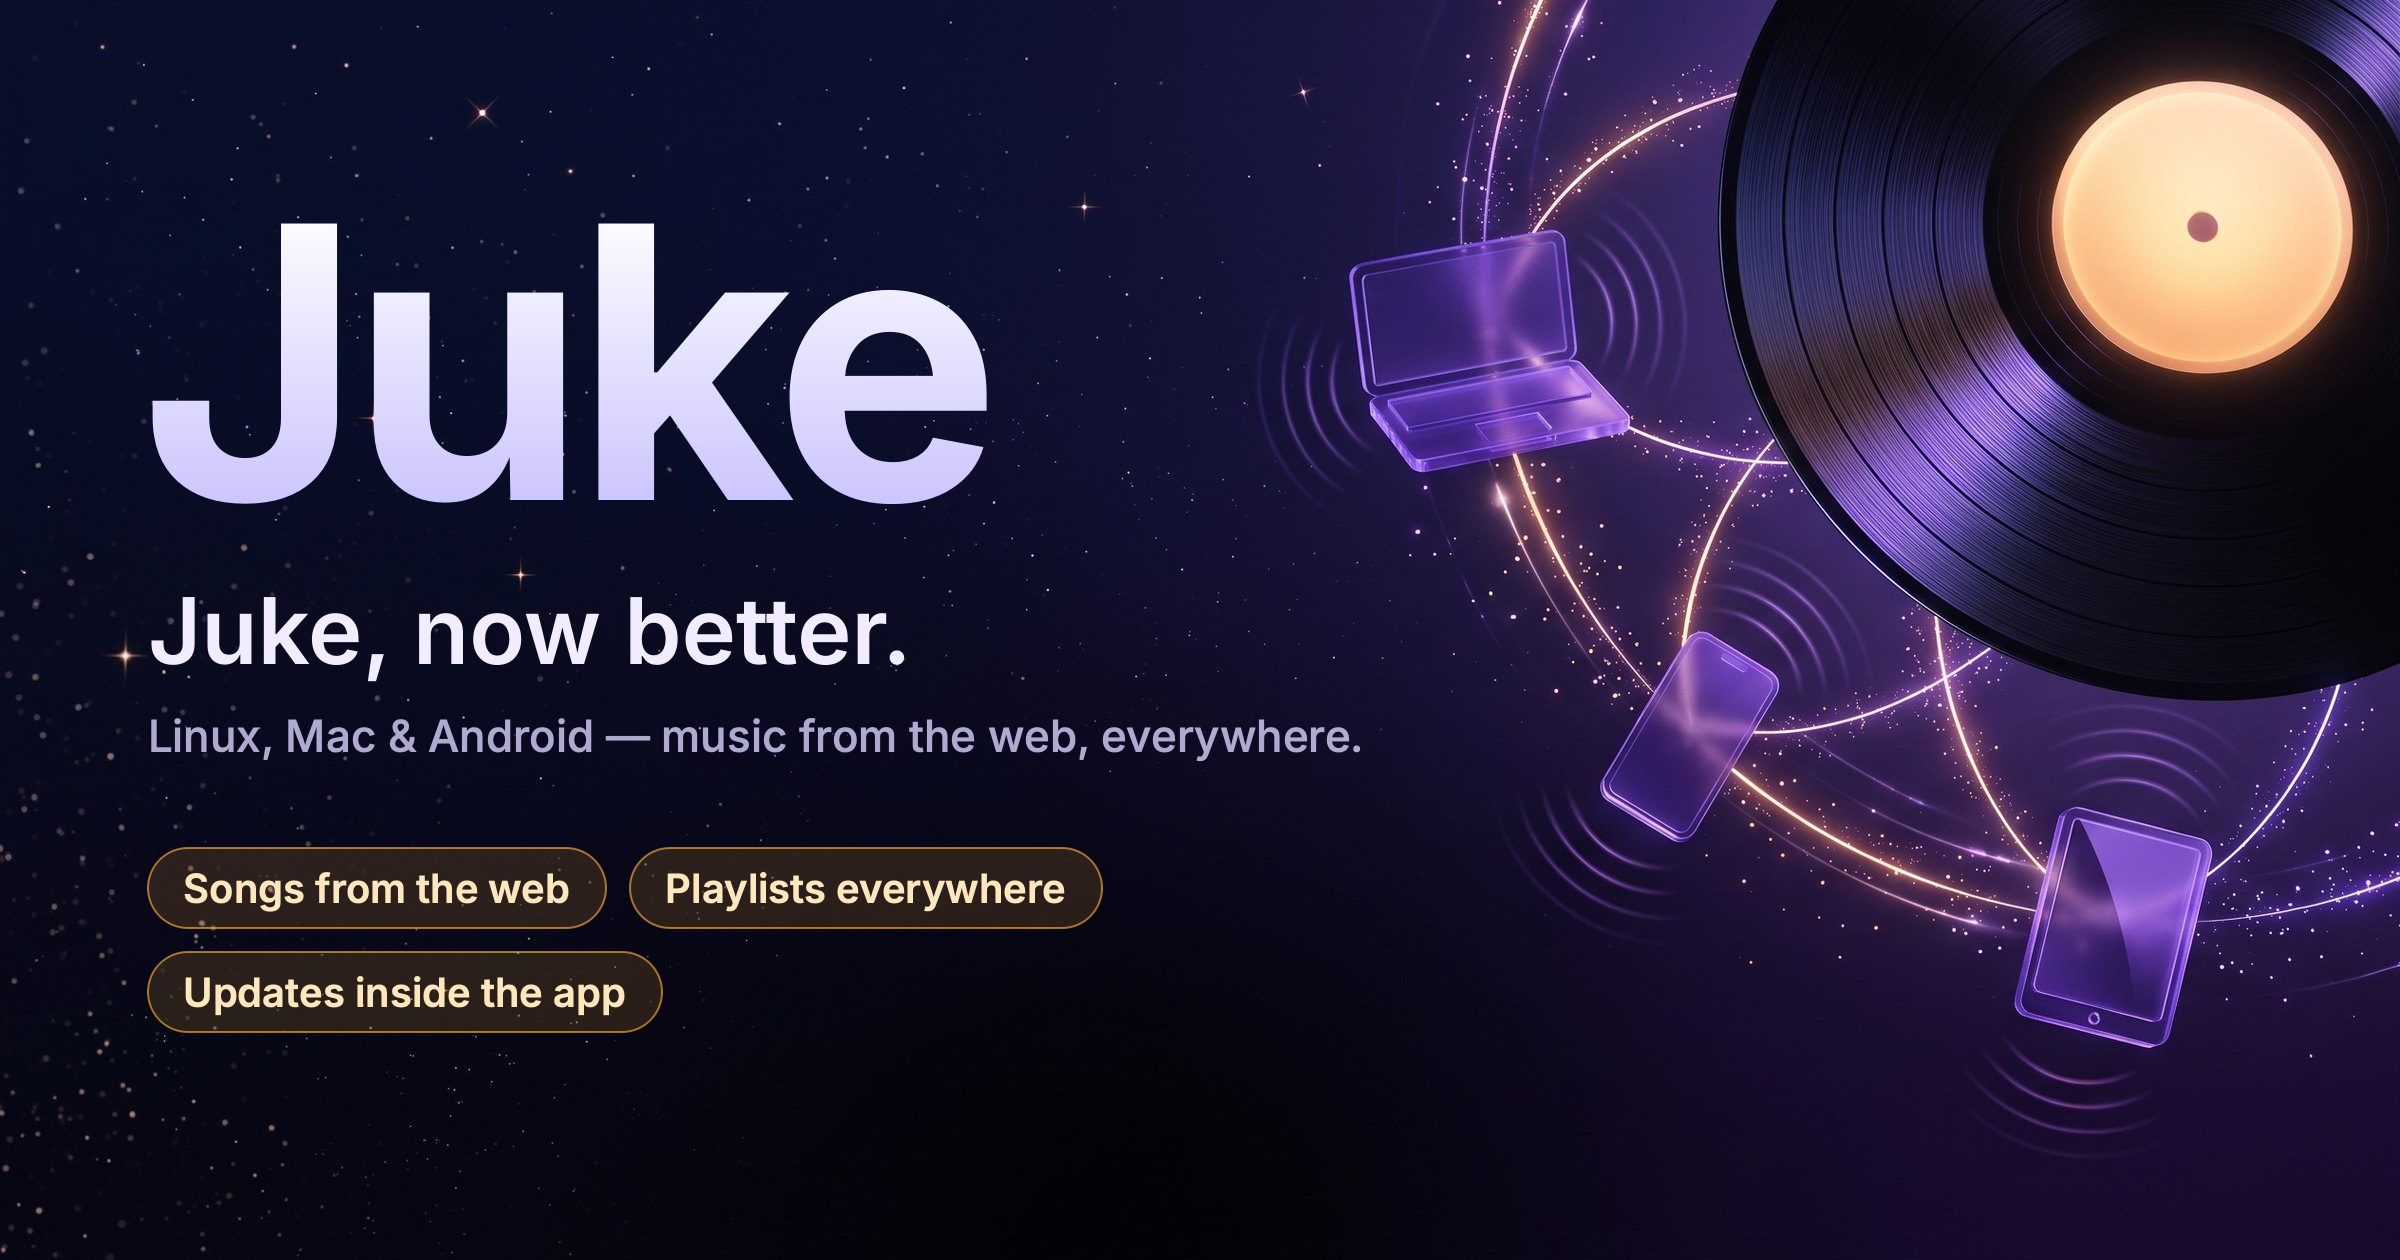 Juke
Juke, now better.
Linux, Mac & Android — music from the web, everywhere.
Songs from the web
Playlists everywhere
Updates inside the app